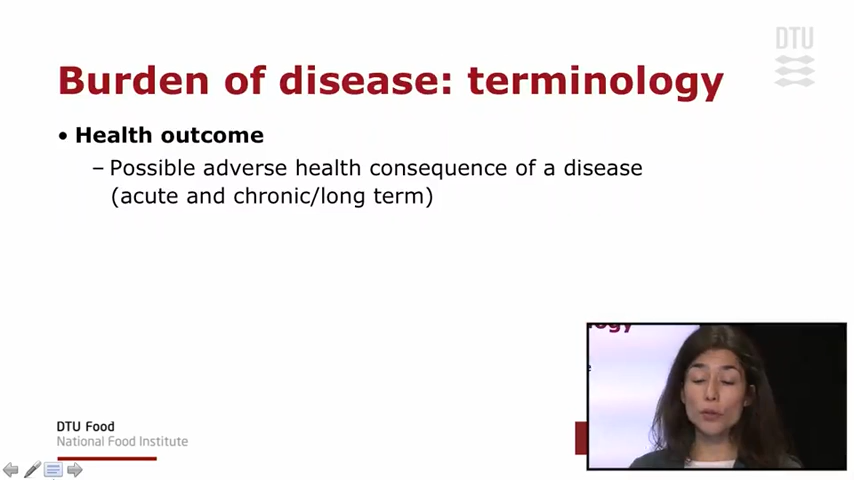 DTU
Burden of disease: terminology
• Health outcome
– Possible adverse health consequence of a disease
(acute and chronic/long term)
ogy
e
DTU Food
National Food Institute